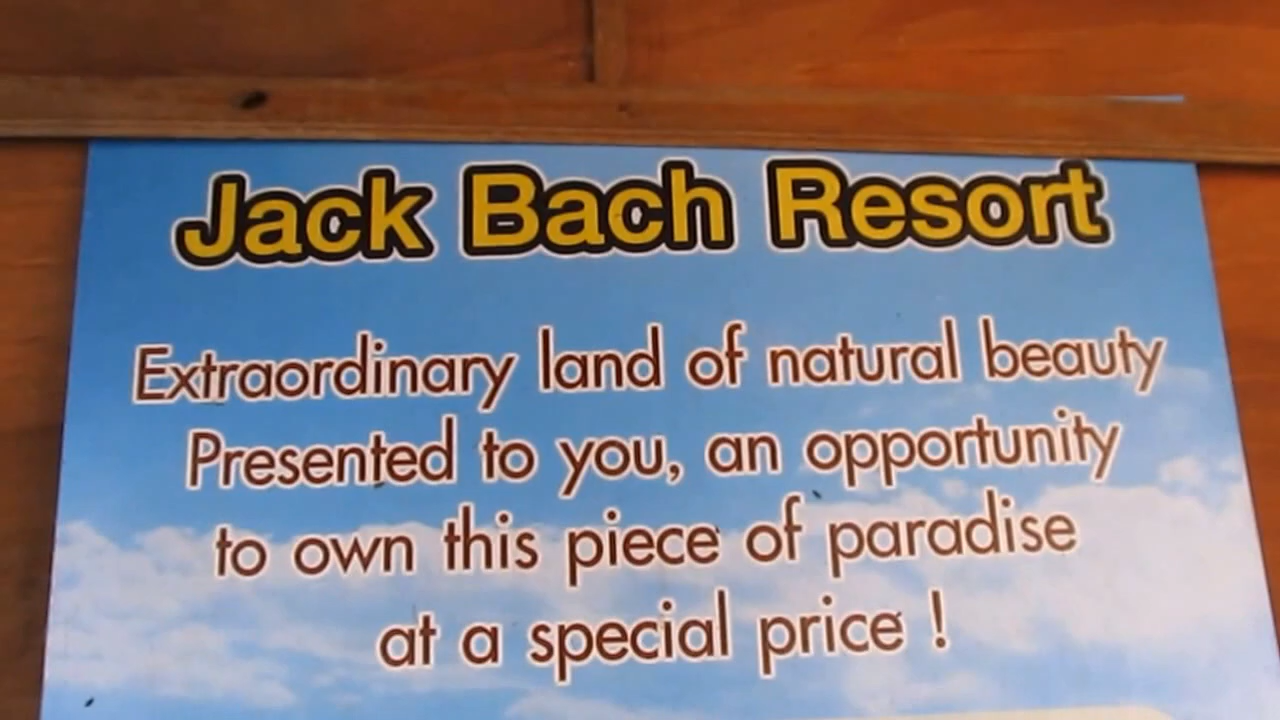 Jack Bach Resort
Extraordinary land of natural beauty
Presented to you, an opportunity
to own this piece of paradise
at a special price !